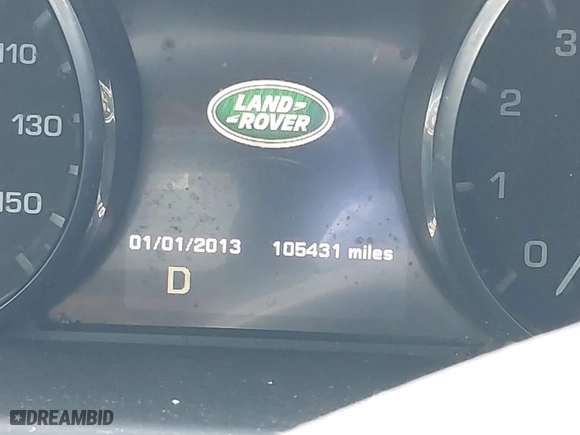 110
130
150
LAND-
ROVER
01/01/2013 105431 miles
D
3
2
1
0
DREAMBID